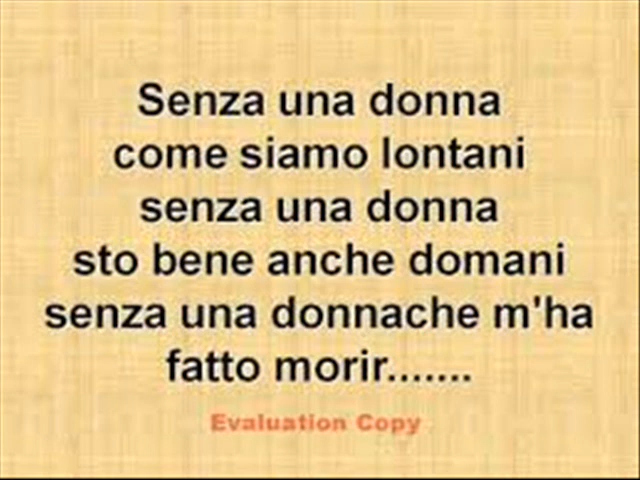 Senza una donna
come siamo lontani
senza una donna
sto bene anche domani
senza una donnache m'ha
fatto morir.......
Evaluation Copy